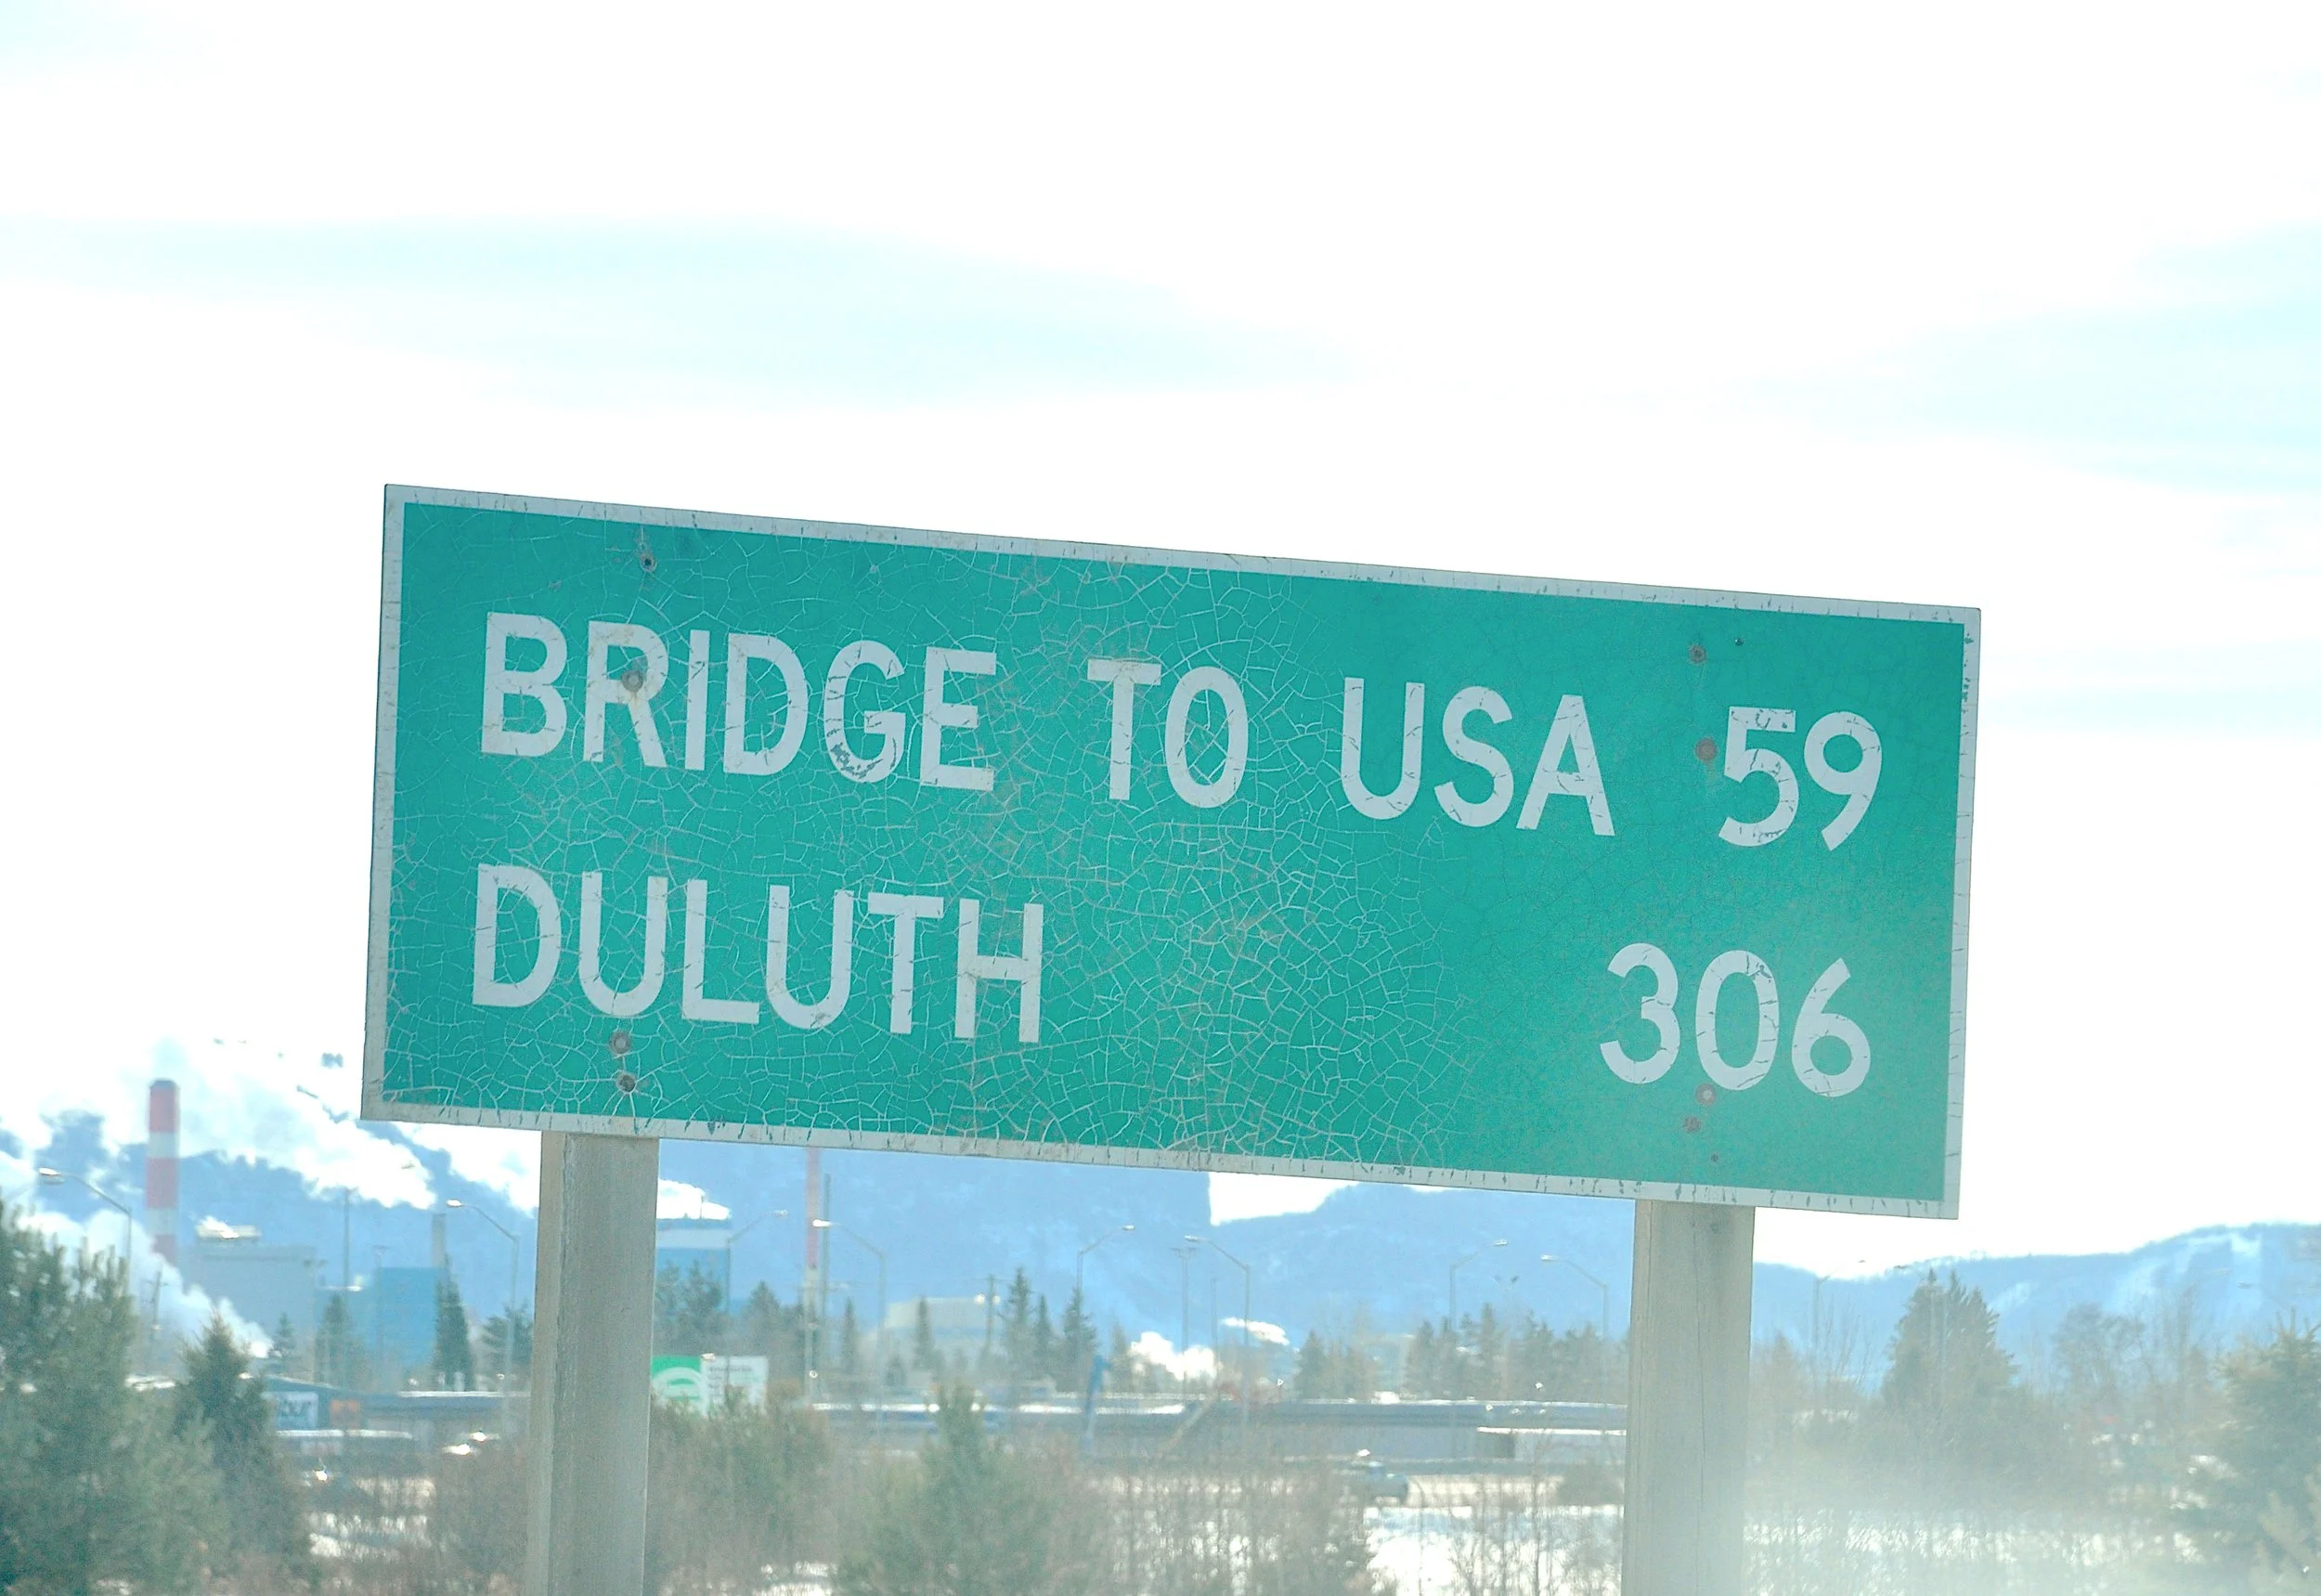 BRIDGE TO USA 59
DULUTH 306